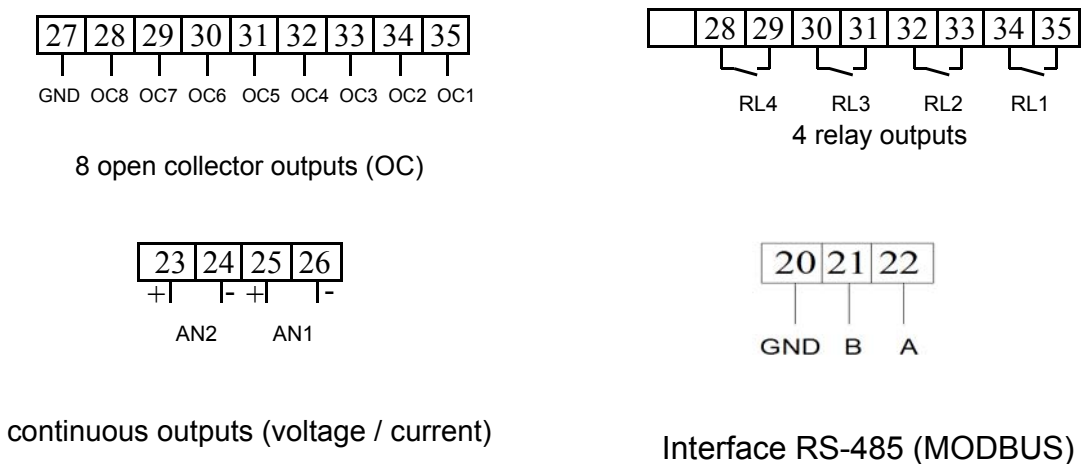 27 28 29 30 31 32 33 34 35
GND OC8 OC7 OC6 OC5 OC4 OC3 OC2 OC1
8 open collector outputs (OC)
28 29 30 31 32 33 34 35
RL4 RL3 RL2 RL1
4 relay outputs
23 24 25 26
+ - + -
AN2 AN1
continuous outputs (voltage / current)
20 21 22
GND B A
Interface RS-485 (MODBUS)